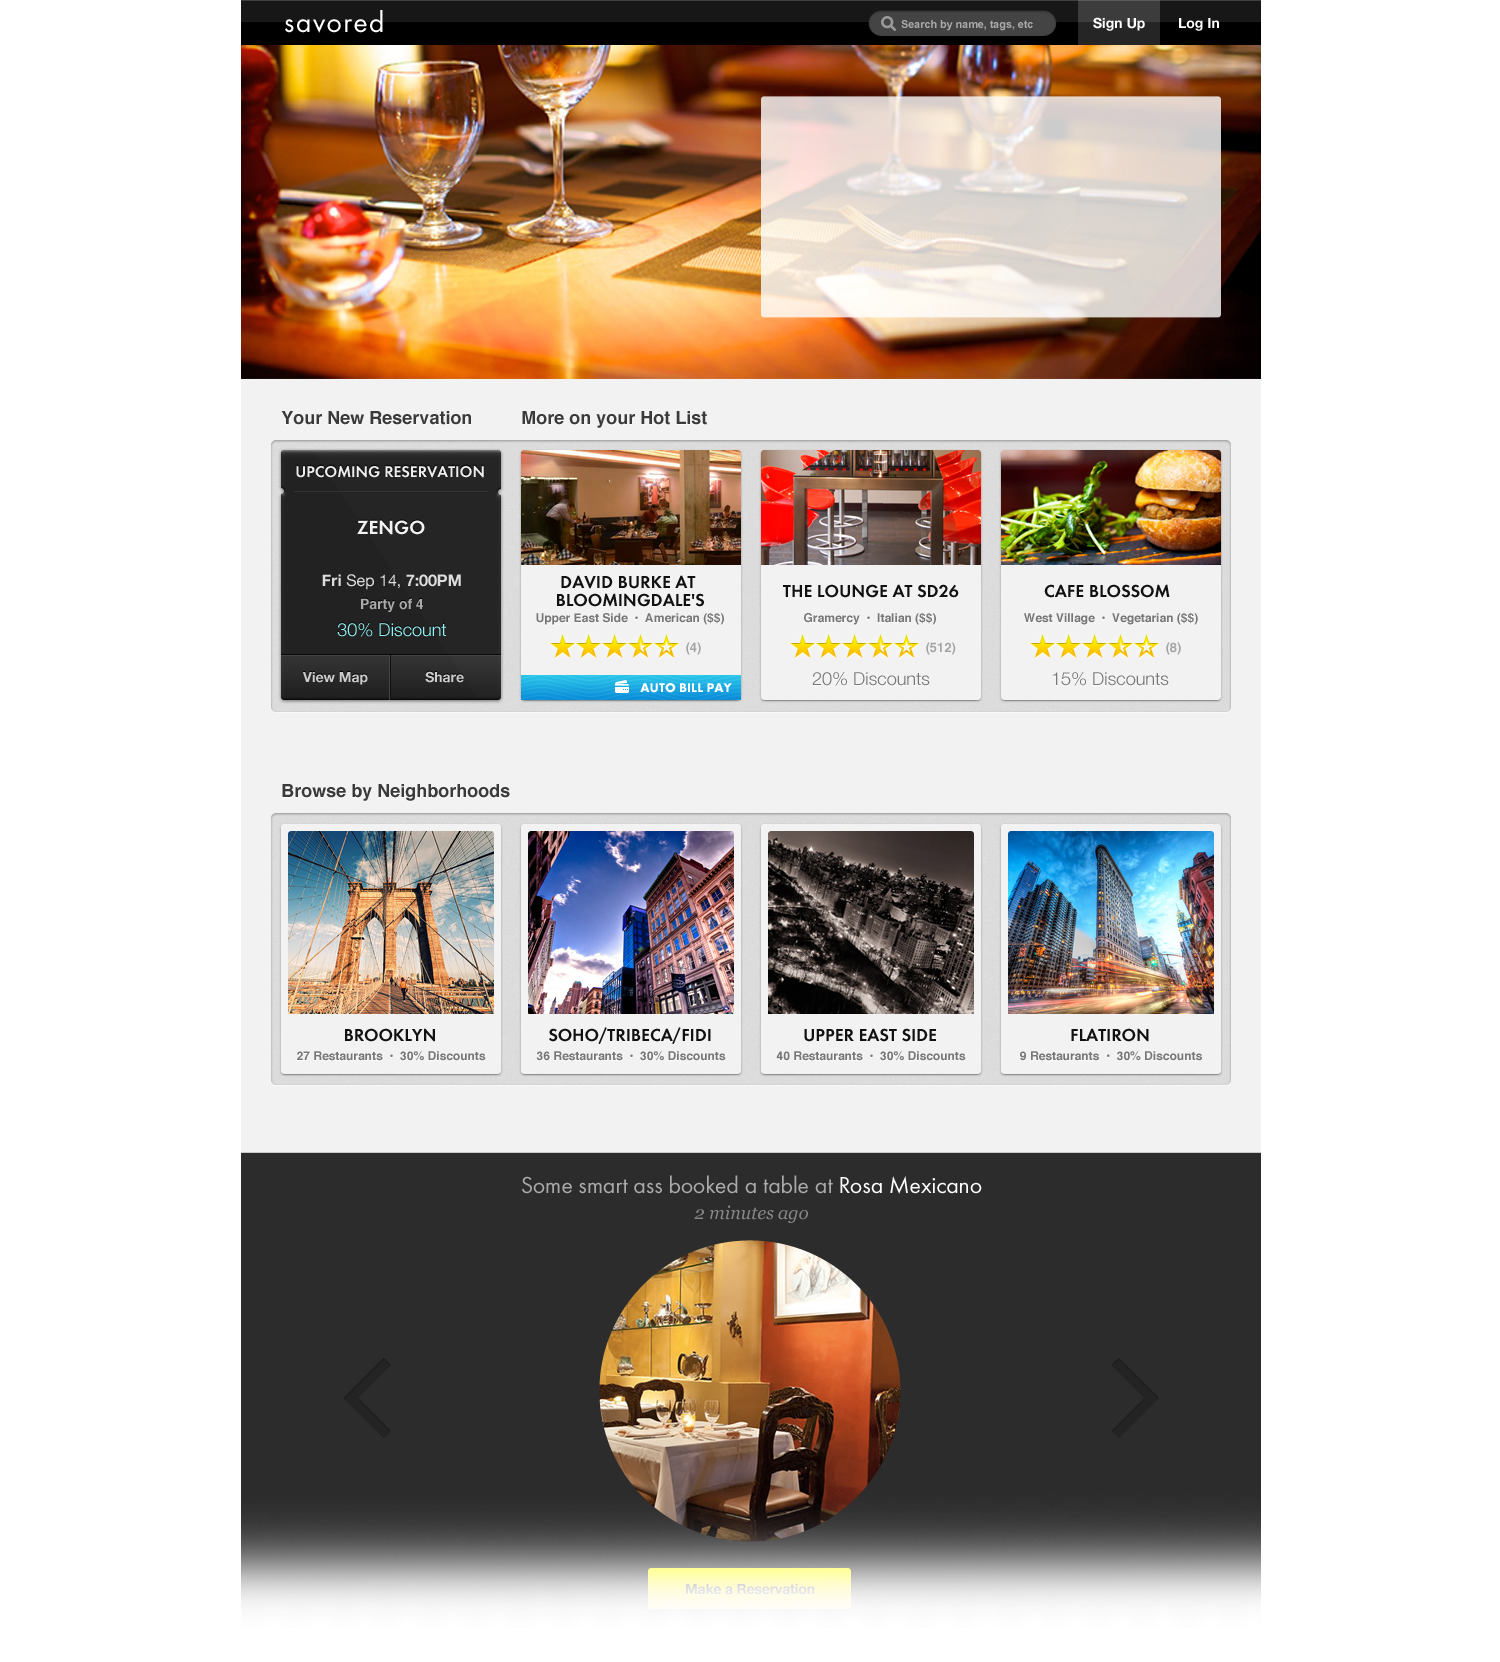 savored
Search by name, tags, etc
Sign Up
Log In
Your New Reservation
More on your Hot List
UPCOMING RESERVATION
ZENGO
Fri Sep 14, 7:00PM
Party of 4
30% Discount
View Map
Share
DAVID BURKE AT
BLOOMINGDALE'S
Upper East Side • American ($$)
(4)
AUTO BILL PAY
THE LOUNGE AT SD26
Gramercy • Italian ($$)
(512)
20% Discounts
CAFE BLOSSOM
West Village • Vegetarian ($$)
(8)
15% Discounts
Browse by Neighborhoods
BROOKLYN
27 Restaurants • 30% Discounts
SOHO/TRIBECA/FIDI
36 Restaurants • 30% Discounts
UPPER EAST SIDE
40 Restaurants • 30% Discounts
FLATIRON
9 Restaurants • 30% Discounts
Some smart ass booked a table at Rosa Mexicano
2 minutes ago
Make a Reservation